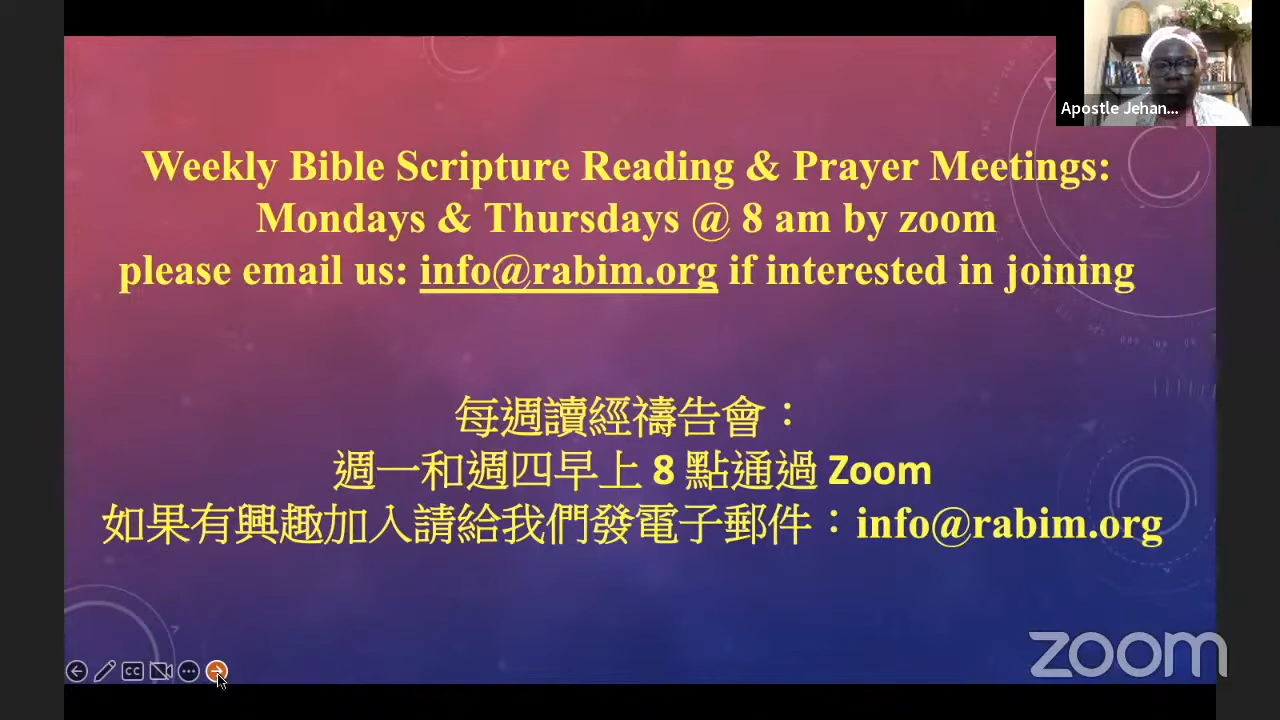 Apostle Jehan...
Weekly Bible Scripture Reading & Prayer Meetings:
Mondays & Thursdays @ 8 am by zoom
please email us: info@rabim.org if interested in joining
每週讀經禱告會：
週一和週四早上 8 點通過 Zoom
如果有興趣加入請給我們發電子郵件：info@rabim.org
CC
zoom